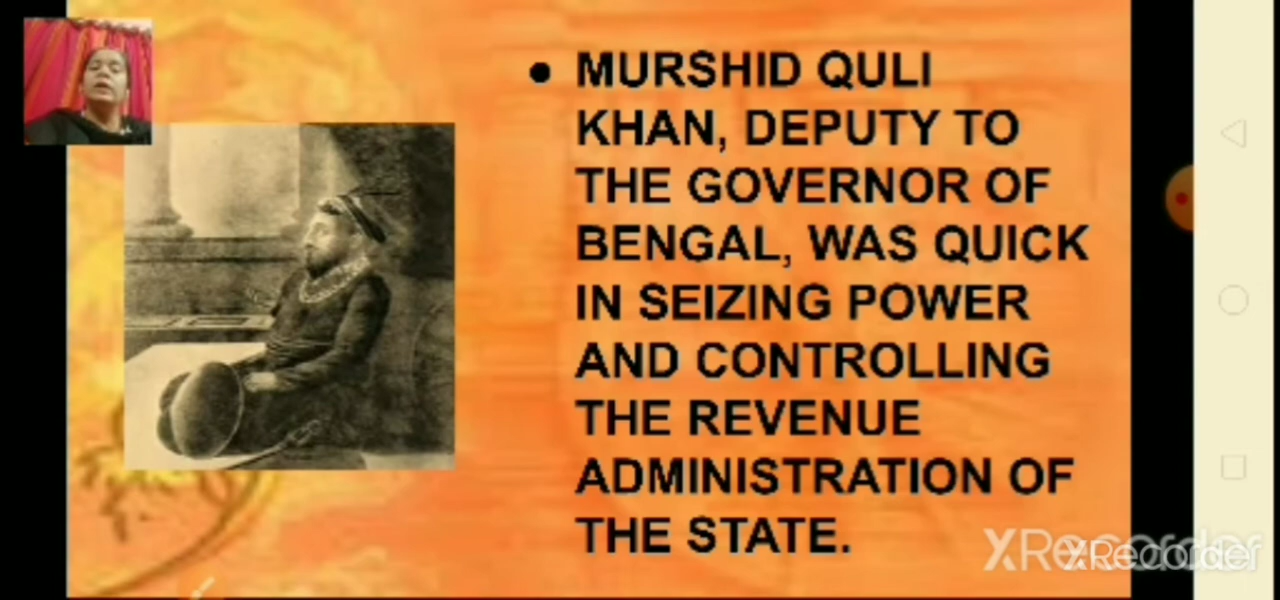 • MURSHID QULI
KHAN, DEPUTY TO
THE GOVERNOR OF
BENGAL, WAS QUICK
IN SEIZING POWER
AND CONTROLLING
THE REVENUE
ADMINISTRATION OF
THE STATE.
XRecorder
XRecorder